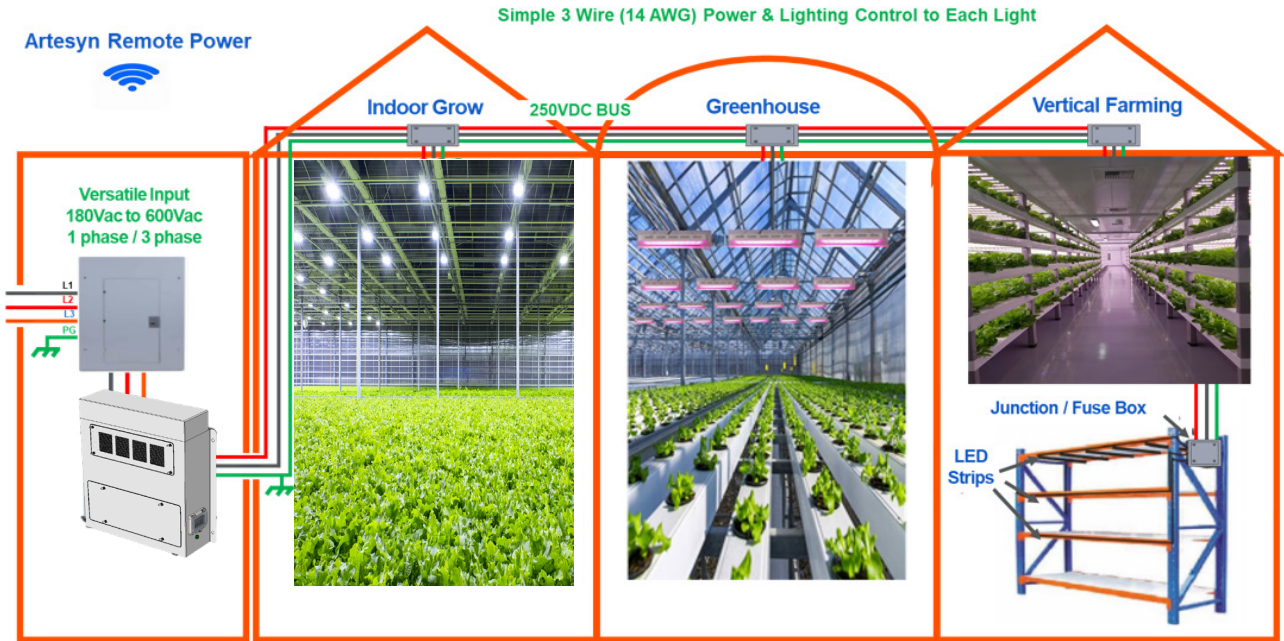 Simple 3 Wire (14 AWG) Power & Lighting Control to Each Light
Artesyn Remote Power
Indoor Grow
250VDC BUS
Greenhouse
Vertical Farming
Versatile Input
180Vac to 600Vac
1 phase / 3 phase
L1
L2
L3
PG
Junction / Fuse Box
LED
Strips